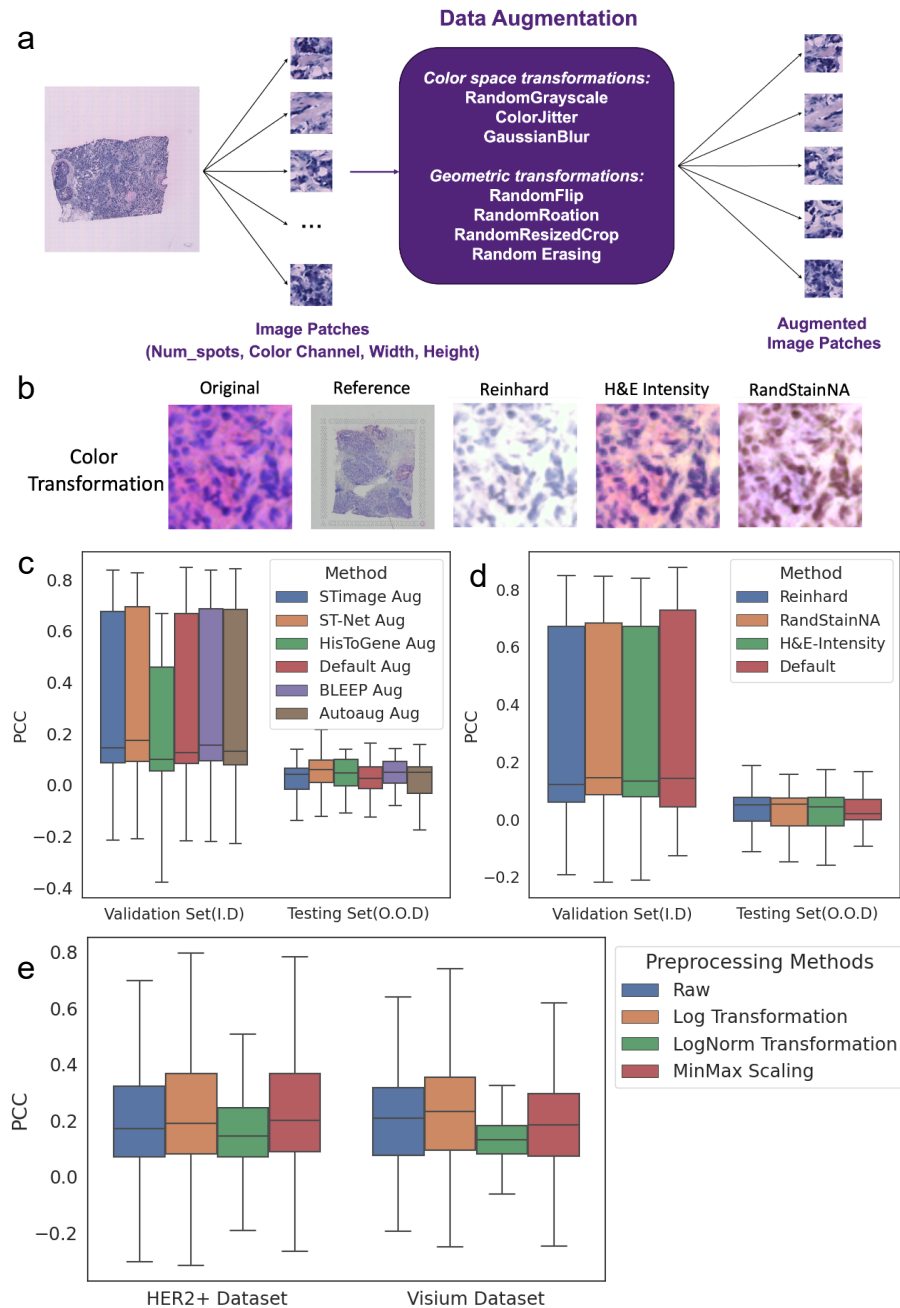 a
Data Augmentation
Color space transformations:
RandomGrayscale
ColorJitter
GaussianBlur
Geometric transformations:
RandomFlip
RandomRoation
RandomResizedCrop
Random Erasing
...
Image Patches
(Num_spots, Color Channel, Width, Height)
Augmented
Image Patches
b
Original
Reference
Reinhard
H&E Intensity
RandStainNA
Color
Transformation
c
PCC
0.8
0.6
0.4
0.2
0.0
−0.2
−0.4
Method
STimage Aug
ST-Net Aug
HisToGene Aug
Default Aug
BLEEP Aug
Autoaug Aug
Validation Set(I.D)
Testing Set(O.O.D)
d
PCC
0.8
0.6
0.4
0.2
0.0
−0.2
Method
Reinhard
RandStainNA
H&E-Intensity
Default
Validation Set(I.D)
Testing Set(O.O.D)
e
PCC
0.8
0.6
0.4
0.2
0.0
−0.2
HER2+ Dataset
Visium Dataset
Preprocessing Methods
Raw
Log Transformation
LogNorm Transformation
MinMax Scaling